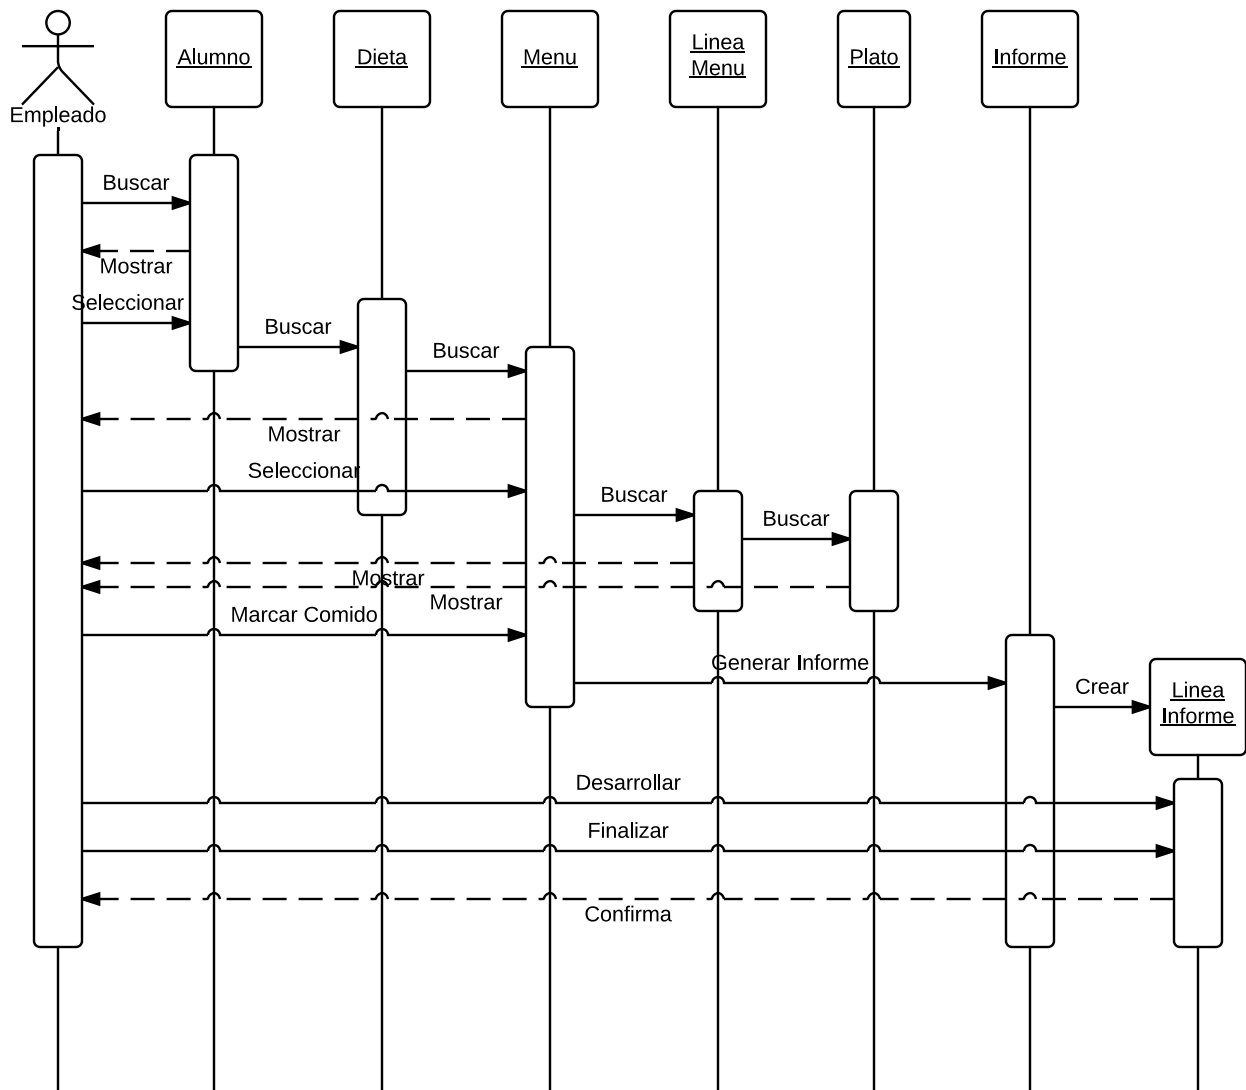 Empleado
Alumno
Dieta
Menu
Linea
Menu
Plato
Informe
Buscar
Mostrar
Seleccionar
Buscar
Buscar
Mostrar
Seleccionar
Buscar
Buscar
Mostrar
Mostrar
Marcar Comido
Generar Informe
Crear
Linea
Informe
Desarrollar
Finalizar
Confirma